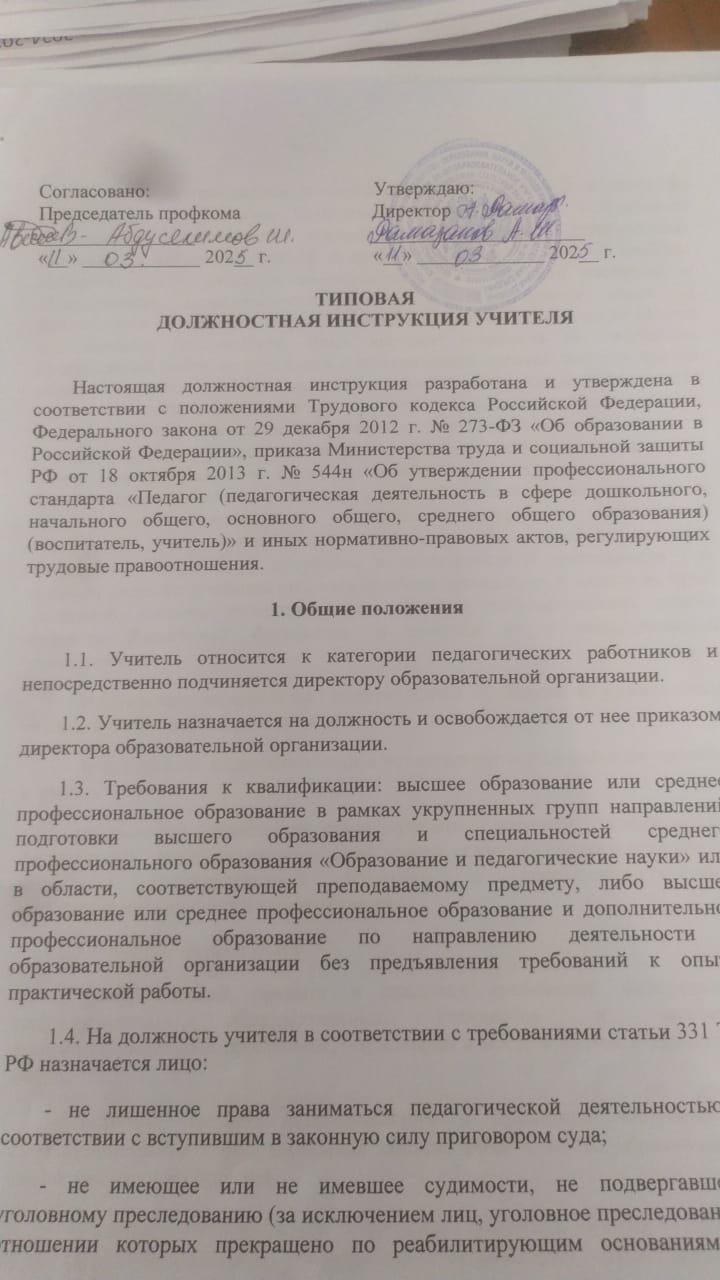 Согласовано:
Утверждаю:
Председатель профкома
Директор
Абдуселимов Ш.
Рамазанов А.
«11» 03. 2025 г.
«11» 03 2025 г.
ТИПОВАЯ
ДОЛЖНОСТНАЯ ИНСТРУКЦИЯ УЧИТЕЛЯ
Настоящая должностная инструкция разработана и утверждена в
соответствии с положениями Трудового кодекса Российской Федерации,
Федерального закона от 29 декабря 2012 г. № 273-ФЗ «Об образовании в
Российской Федерации», приказа Министерства труда и социальной защиты
РФ от 18 октября 2013 г. № 544н «Об утверждении профессионального
стандарта «Педагог (педагогическая деятельность в сфере дошкольного,
начального общего, основного общего, среднего общего образования)
(воспитатель, учитель)» и иных нормативно-правовых актов, регулирующих
трудовые правоотношения.
1. Общие положения
1.1. Учитель относится к категории педагогических работников и
непосредственно подчиняется директору образовательной организации.
1.2. Учитель назначается на должность и освобождается от нее приказом
директора образовательной организации.
1.3. Требования к квалификации: высшее образование или средне
профессиональное образование в рамках укрупненных групп направлений
подготовки высшего образования и специальностей среднег
профессионального образования «Образование и педагогические науки» ил
в области, соответствующей преподаваемому предмету, либо высше
образование или среднее профессиональное образование и дополнительно
профессиональное образование по направлению деятельности
образовательной организации без предъявления требований к опыт
практической работы.
1.4. На должность учителя в соответствии с требованиями статьи 331 Т
РФ назначается лицо:
- не лишенное права заниматься педагогической деятельностью
соответствии с вступившим в законную силу приговором суда;
- не имеющее или не имевшее судимости, не подвергавше
уголовному преследованию (за исключением лиц, уголовное преследован
тношении которых прекращено по реабилитирующим основаниям